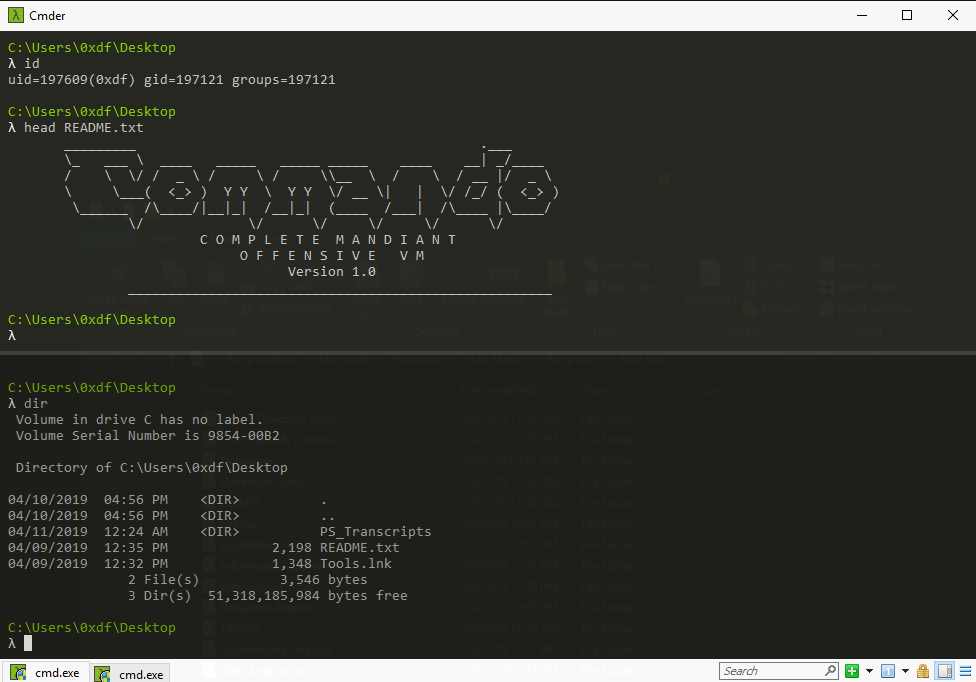 Cmder
C:\Users\0xdf\Desktop
λ id
uid=197609(0xdf) gid=197121 groups=197121
C:\Users\0xdf\Desktop
λ head README.txt
C O M P L E T E  M A N D I A N T
O F F E N S I V E  V M
Version 1.0
C:\Users\0xdf\Desktop
λ
C:\Users\0xdf\Desktop
λ dir
Volume in drive C has no label.
Volume Serial Number is 9854-00B2
Directory of C:\Users\0xdf\Desktop
04/10/2019  04:56 PM    <DIR>          .
04/10/2019  04:56 PM    <DIR>          ..
04/11/2019  12:24 AM    <DIR>          PS_Transcripts
04/09/2019  12:35 PM             2,198 README.txt
04/09/2019  12:32 PM             1,348 Tools.lnk
2 File(s)          3,546 bytes
3 Dir(s)  51,318,185,984 bytes free
C:\Users\0xdf\Desktop
λ
cmd.exe
cmd.exe
Search